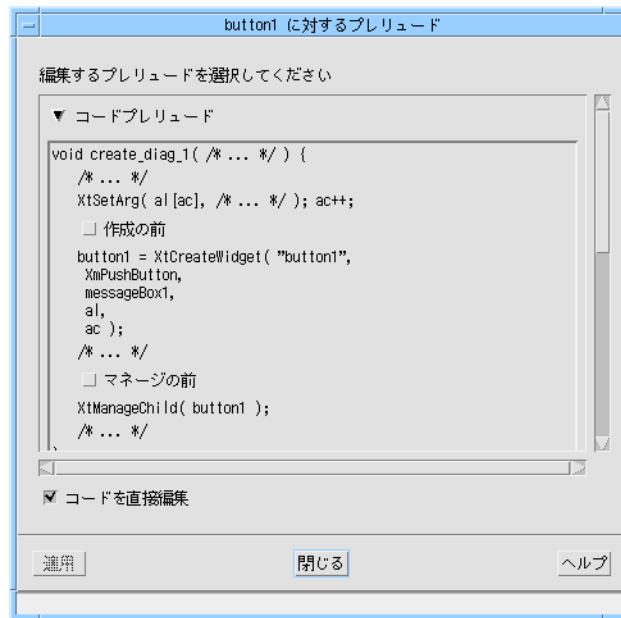 button1 に対するプレリュード
編集するプレリュードを選択してください
▼ コードプレリュード
void create_diag_1( /* ... */ ) {
/* ... */
XtSetArg( al[ac], /* ... */ ); ac++;
作成の前
button1 = XtCreateWidget( "button1",
XmPushButton,
messageBox1,
al,
ac );
/* ... */
マネージの前
XtManageChild( button1 );
/* ... */
コードを直接編集
適用
閉じる
ヘルプ